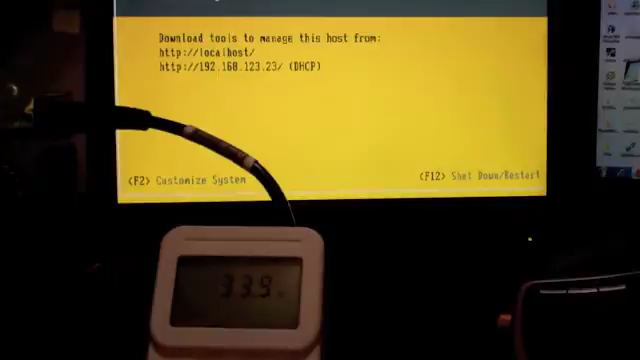 Download tools to manage this host from:
http://localhost/
http://192.168.123.23/ (DHCP)
<F2> Customize System
<F12> Shut Down/Restart
33.9